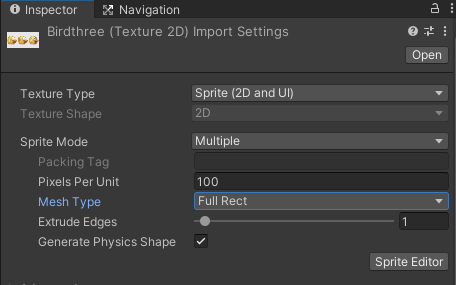 Inspector Navigation
Birdthree (Texture 2D) Import Settings
Open
Texture Type Sprite (2D and UI)
Texture Shape 2D
Sprite Mode Multiple
Packing Tag
Pixels Per Unit 100
Mesh Type Full Rect
Extrude Edges 1
Generate Physics Shape
Sprite Editor